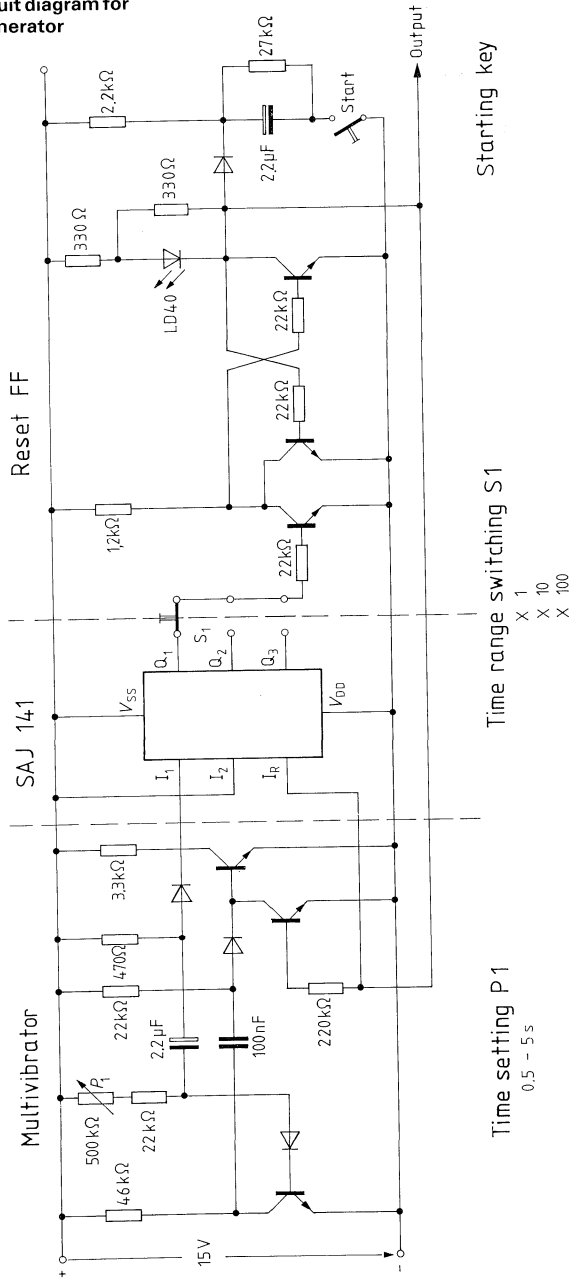 uit diagram for
nerator
Multivibrator
SAJ 141
Reset FF
+
15V
-
46kΩ
500kΩ
P1
22kΩ
2.2µF
22kΩ
100nF
470Ω
3.3kΩ
220kΩ
I1
I2
IR
VSS
VDD
Q1
Q2
Q3
S1
22kΩ
1,2kΩ
22kΩ
22kΩ
330Ω
LD40
330Ω
2.2kΩ
27kΩ
2.2µF
Start
Output
Time setting P1
0.5 – 5s
Time range switching S1
X 1
X 10
X 100
Starting key